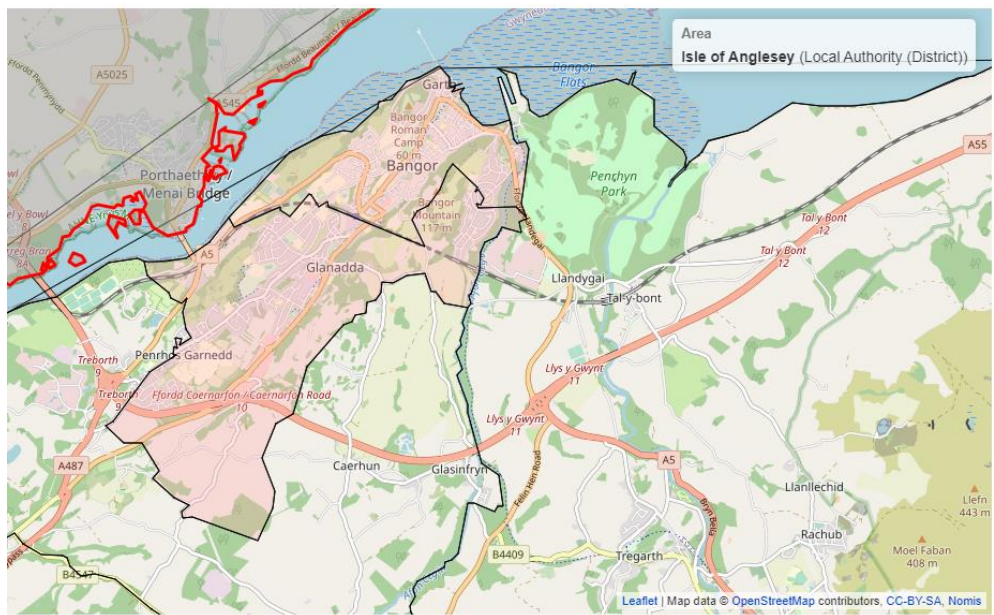 Area
Isle of Anglesey (Local Authority (District))
A5025
A545
Porthaethwy /
Menai Bridge
Garth
Bangor
Roman
Camp
60 m
Bangor
Bangor
Flats
Penrhyn
Park
Bangor
Mountain
117 m
A55
Tal y Bont
12
Tal y Bont
12
A5
Glanadda
Llandygai
Tal-y-bont
Penrhos Garnedd
Treborth
9
Treborth
9
Ffordd Caernarfon / Caernarfon Road
10
Llys y Gwynt
11
Llys y Gwynt
11
A487
Caerhun
Glasinfryn
Felin Hen Road
A5
Bryn Bella
Llanllechid
Llefn
443 m
Rachub
Moel Faban
408 m
B4409
Tregarth
B4547
Leaflet | Map data © OpenStreetMap contributors, CC-BY-SA, Nomis